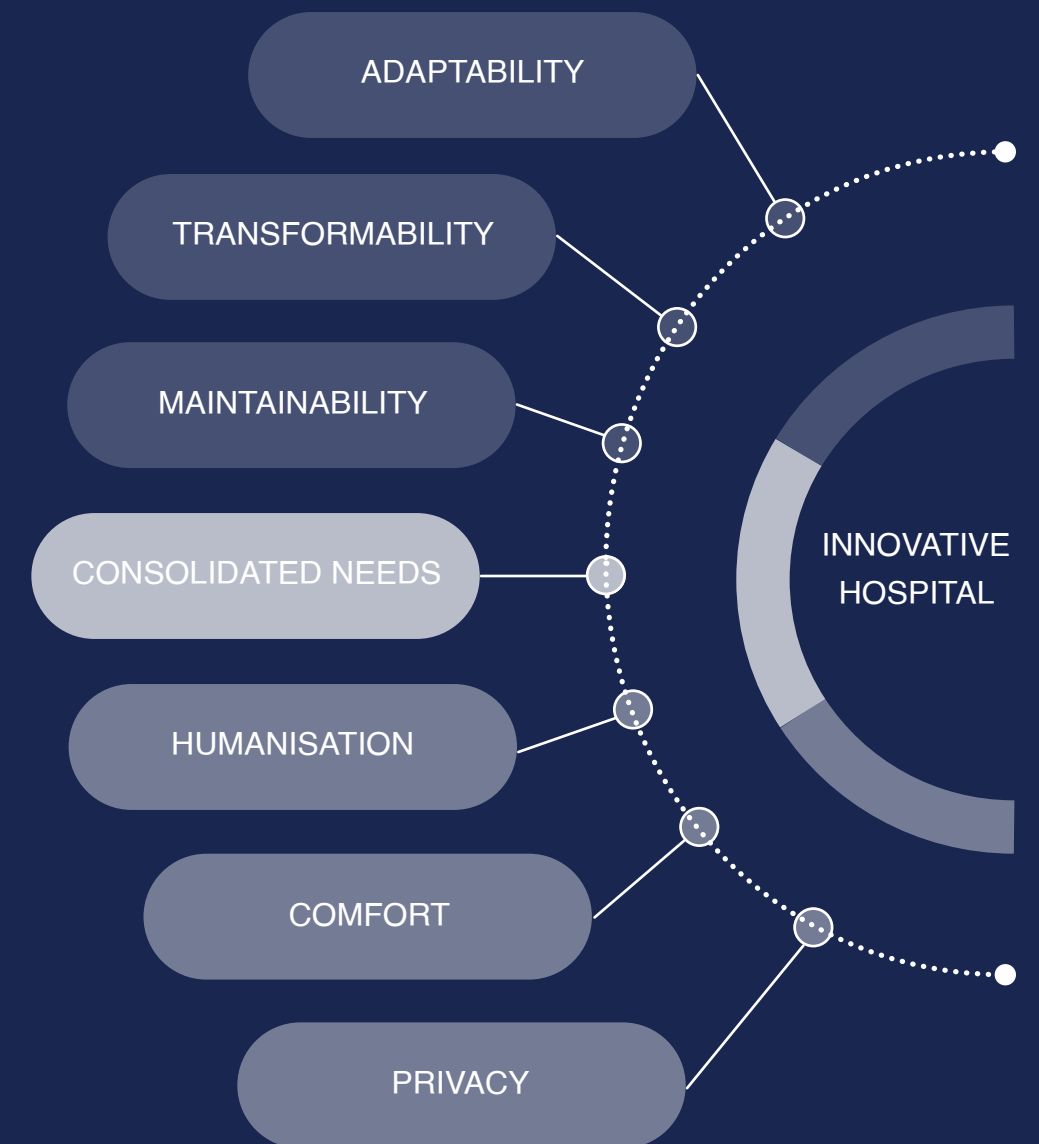 ADAPTABILITY
TRANSFORMABILITY
MAINTAINABILITY
CONSOLIDATED NEEDS
INNOVATIVE
HOSPITAL
HUMANISATION
COMFORT
PRIVACY